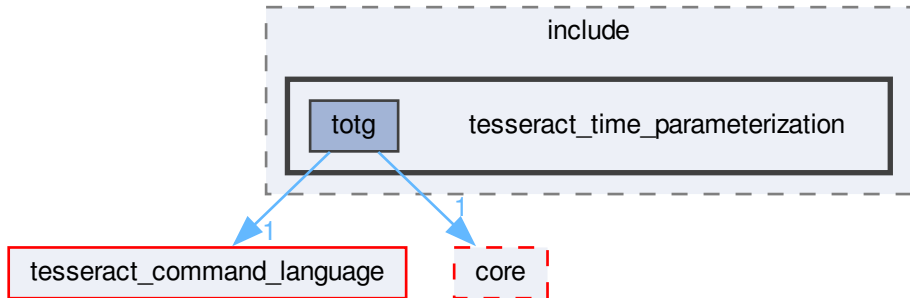 include
totg
tesseract_time_parameterization
1
1
tesseract_command_language
core